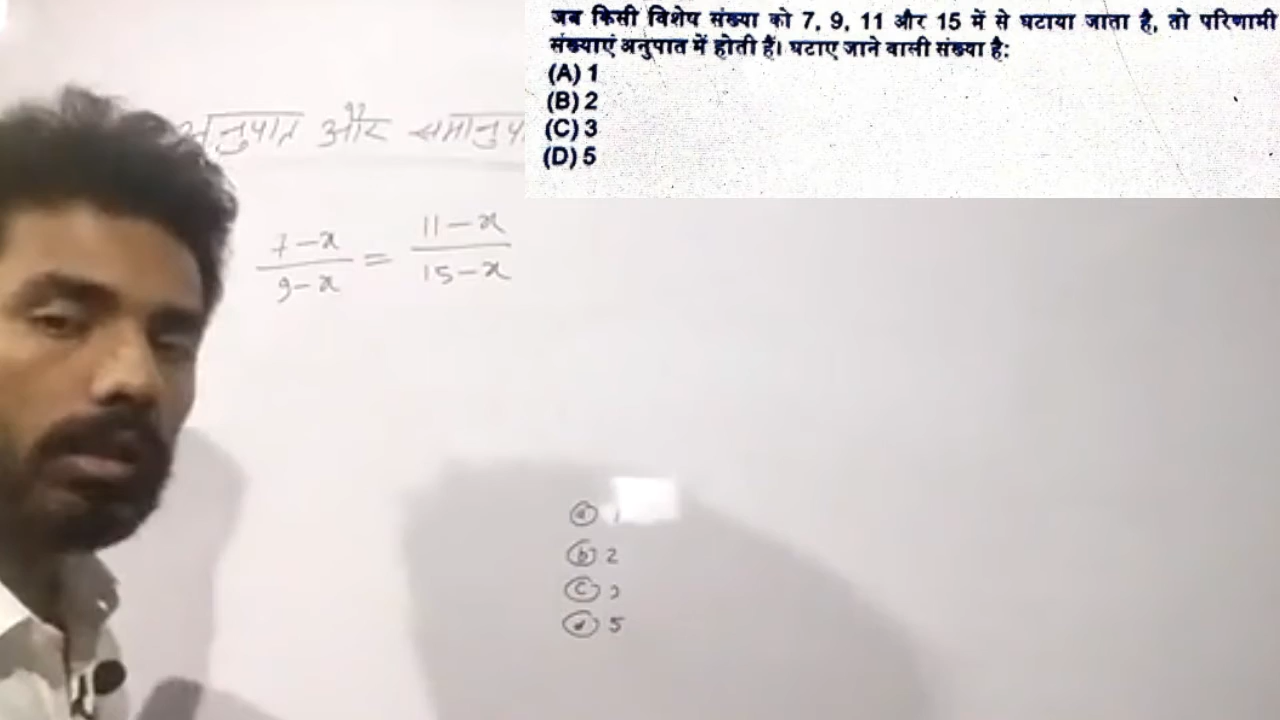 जब किसी विशेष संख्या को 7, 9, 11 और 15 में से घटाया जाता है, तो परिणामी
संख्याएं अनुपात में होती हैं। घटाए जाने वाली संख्या है:
(A) 1
(B) 2
(C) 3
(D) 5
अनुपात और समानुप
7-x/9-x = 11-x/15-x
ⓐ 1
ⓑ 2
ⓒ 3
ⓓ 5